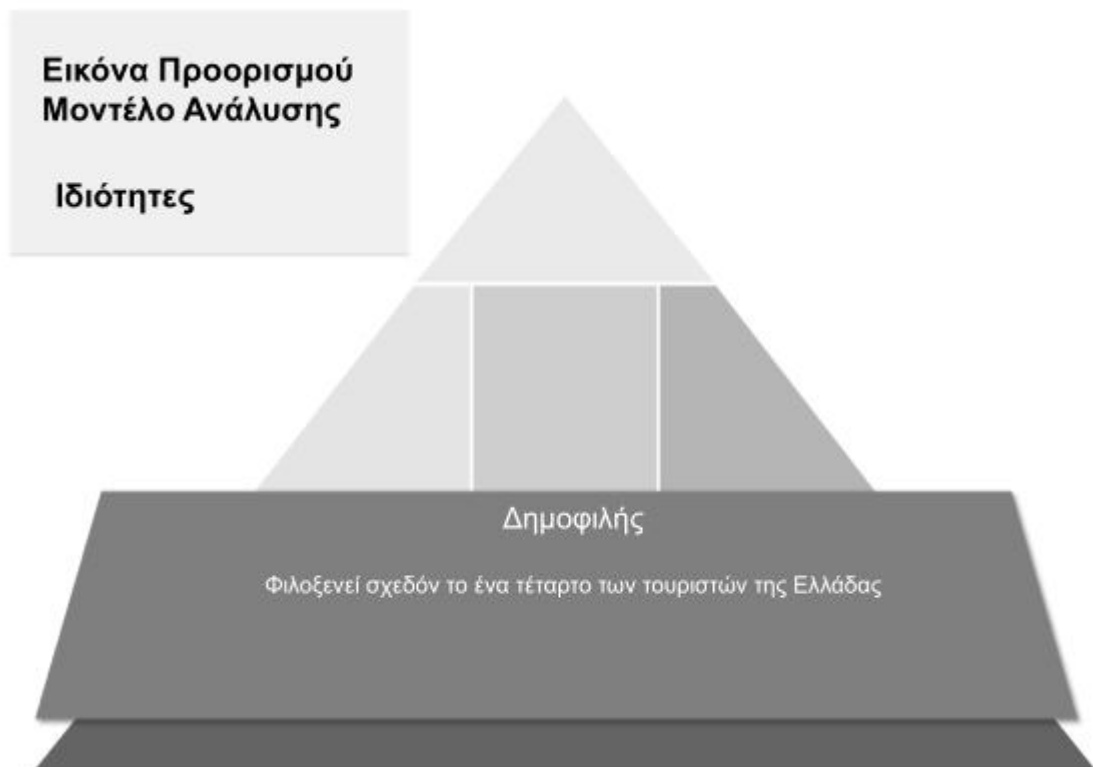 Εικόνα Προορισμού
Μοντέλο Ανάλυσης
Ιδιότητες
Δημοφιλής
Φιλοξενεί σχεδόν το ένα τέταρτο των τουριστών της Ελλάδας